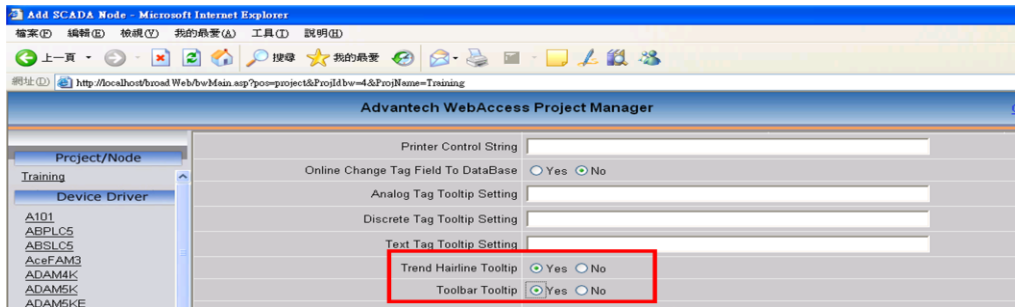 Add SCADA Node - Microsoft Internet Explorer
檔案(F) 編輯(E) 檢視(V) 我的最愛(A) 工具(T) 說明(H)
上一頁 搜尋 我的最愛
網址(D) http://localhost/broadWeb/bwMain.asp?pos=project&ProjIdbw=4&ProjName=Training
Advantech WebAccess Project Manager
Project/Node
Training
Device Driver
A101
ABPLC5
ABSLC5
AceFAM3
ADAM4K
ADAM5K
ADAM5KE
Printer Control String
Online Change Tag Field To DataBase Yes No
Analog Tag Tooltip Setting
Discrete Tag Tooltip Setting
Text Tag Tooltip Setting
Trend Hairline Tooltip Yes No
Toolbar Tooltip Yes No